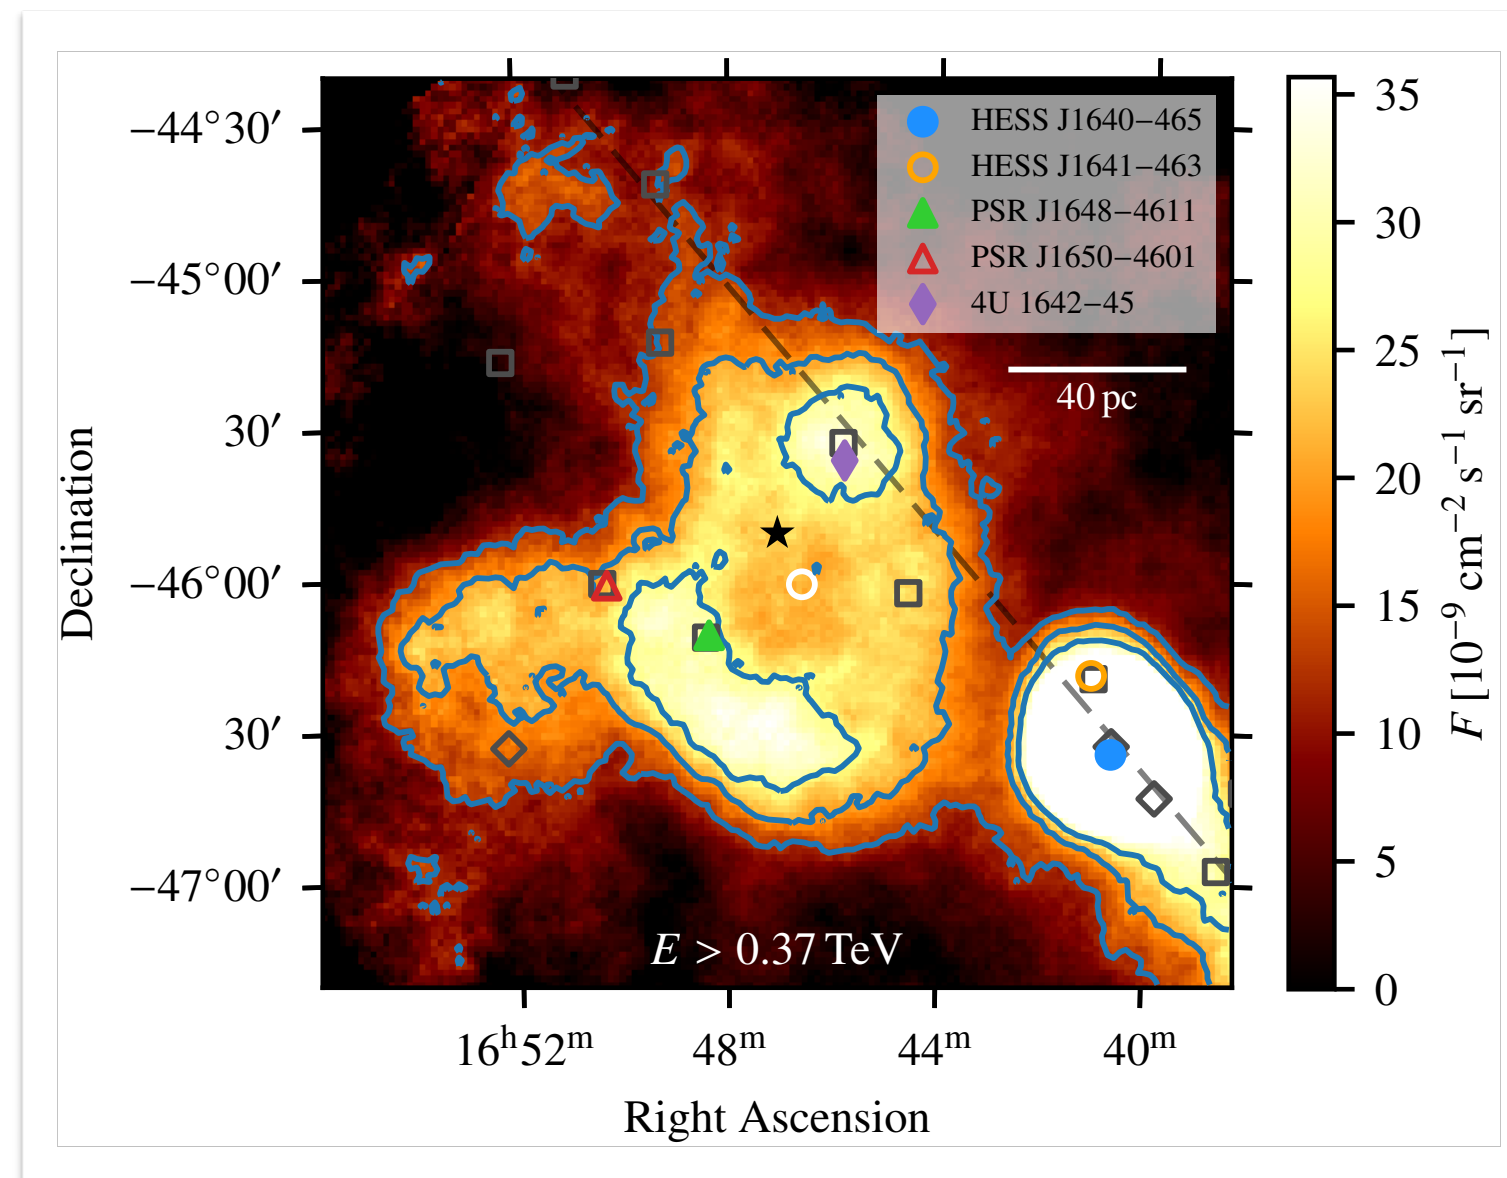 HESS J1640−465
HESS J1641−463
PSR J1648−4611
PSR J1650−4601
4U 1642−45
40 pc
E > 0.37 TeV
−44°30′
−45°00′
30′
−46°00′
30′
−47°00′
Declination
16ʰ52ᵐ
48ᵐ
44ᵐ
40ᵐ
Right Ascension
35
30
25
20
15
10
5
0
F [10⁻⁹ cm⁻² s⁻¹ sr⁻¹]